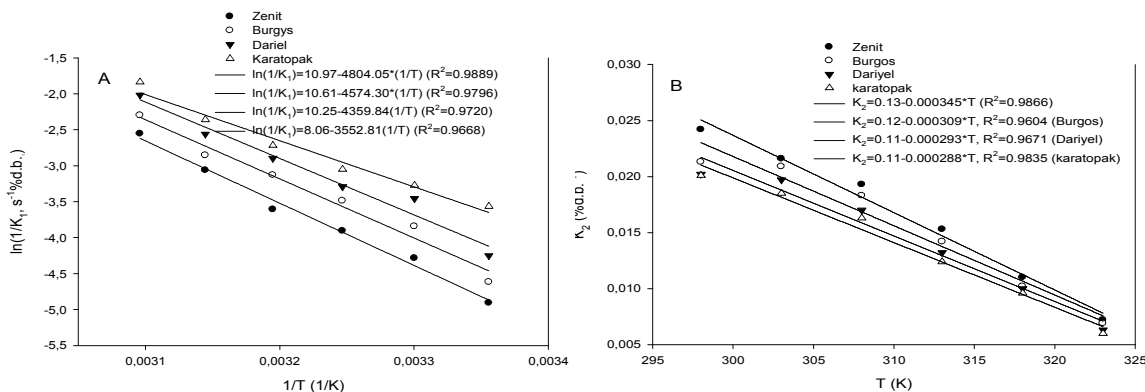 Zenit
Burgys
Dariel
Karatopak
ln(1/K₁)=10.97-4804.05*(1/T) (R²=0.9889)
ln(1/K₁)=10.61-4574.30*(1/T) (R²=0.9796)
ln(1/K₁)=10.25-4359.84(1/T) (R²=0.9720)
ln(1/K₁)=8.06-3552.81(1/T) (R²=0.9668)
A
ln(1/K₁, s⁻¹%d.b.)
-1,5
-2,0
-2,5
-3,0
-3,5
-4,0
-4,5
-5,0
-5,5
0,0031
0,0032
0,0033
0,0034
1/T (1/K)
Zenit
Burgos
Dariyel
karatopak
K₂=0.13-0.000345*T (R²=0.9866)
K₂=0.12-0.000309*T, R²=0.9604 (Burgos)
K₂=0.11-0.000293*T, R²=0.9671 (Dariyel)
K₂=0.11-0.000288*T, R²=0.9835 (karatopak)
B
K₂ (%d.b.
0,030
0,025
0,020
0,015
0,010
0,005
295
300
305
310
315
320
325
T (K)